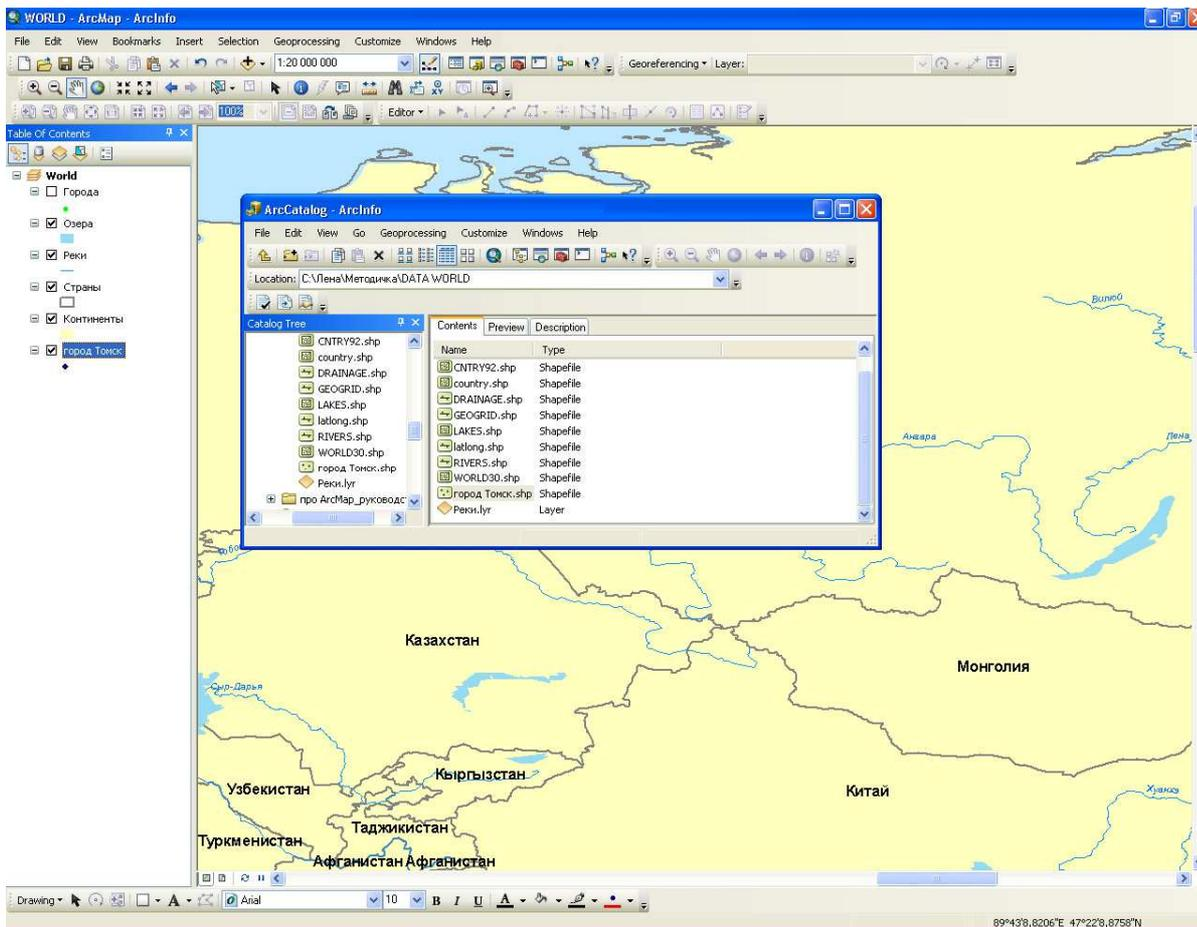 WORLD - ArcMap - ArcInfo
File Edit View Bookmarks Insert Selection Geoprocessing Customize Windows Help
1:20 000 000
Georeferencing Layer:
100%
Editor
Table Of Contents
World
Города
Озера
Реки
Страны
Континенты
город Томск
ArcCatalog - ArcInfo
File Edit View Go Geoprocessing Customize Windows Help
Location: C:\Лена\Методичка\DATA WORLD
Catalog Tree
CNTRY92.shp
country.shp
DRAINAGE.shp
GEOGRID.shp
LAKES.shp
latlong.shp
RIVERS.shp
WORLD30.shp
город Томск.shp
Реки.lyr
про ArcMap_руководс
Contents Preview Description
Name Type
CNTRY92.shp Shapefile
country.shp Shapefile
DRAINAGE.shp Shapefile
GEOGRID.shp Shapefile
LAKES.shp Shapefile
latlong.shp Shapefile
RIVERS.shp Shapefile
WORLD30.shp Shapefile
город Томск.shp Shapefile
Реки.lyr Layer
Вилюй
Ангара
Лена
Казахстан
Монголия
Сыр-Дарья
Кыргызстан
Узбекистан
Китай
Хуанхэ
Таджикистан
Туркменистан
Афганистан Афганистан
Drawing
Arial
10
B I U A
89°43'8,8206"E 47°22'8,8758"N